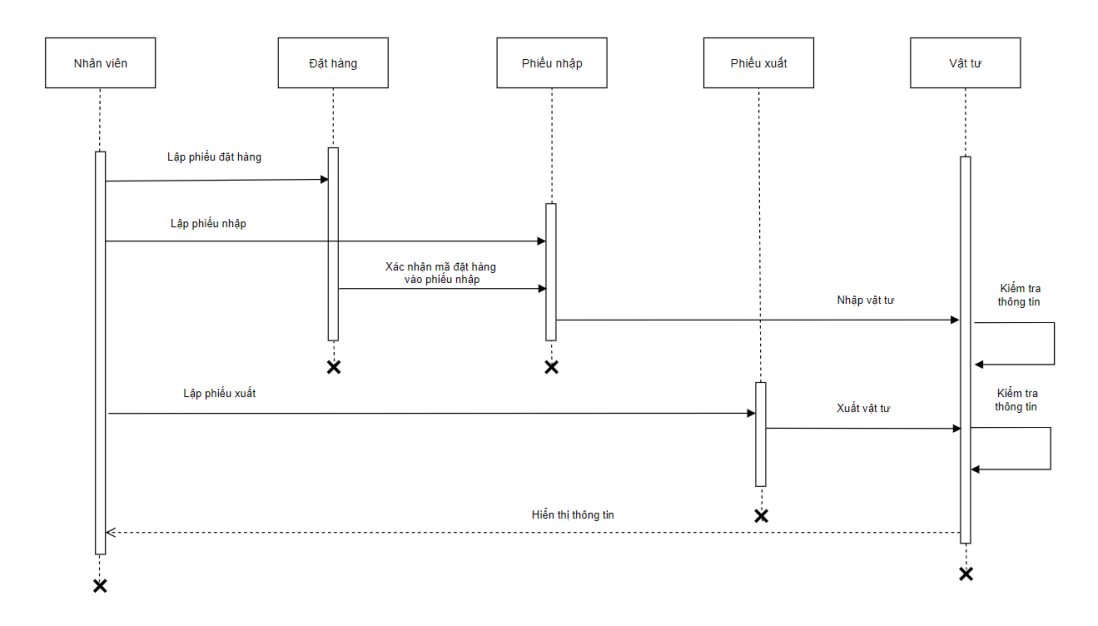 Nhân viên
Đặt hàng
Phiếu nhập
Phiếu xuất
Vật tư
Lập phiếu đặt hàng
Lập phiếu nhập
Xác nhận mã đặt hàng
vào phiếu nhập
Nhập vật tư
Kiểm tra
thông tin
Lập phiếu xuất
Xuất vật tư
Kiểm tra
thông tin
Hiển thị thông tin